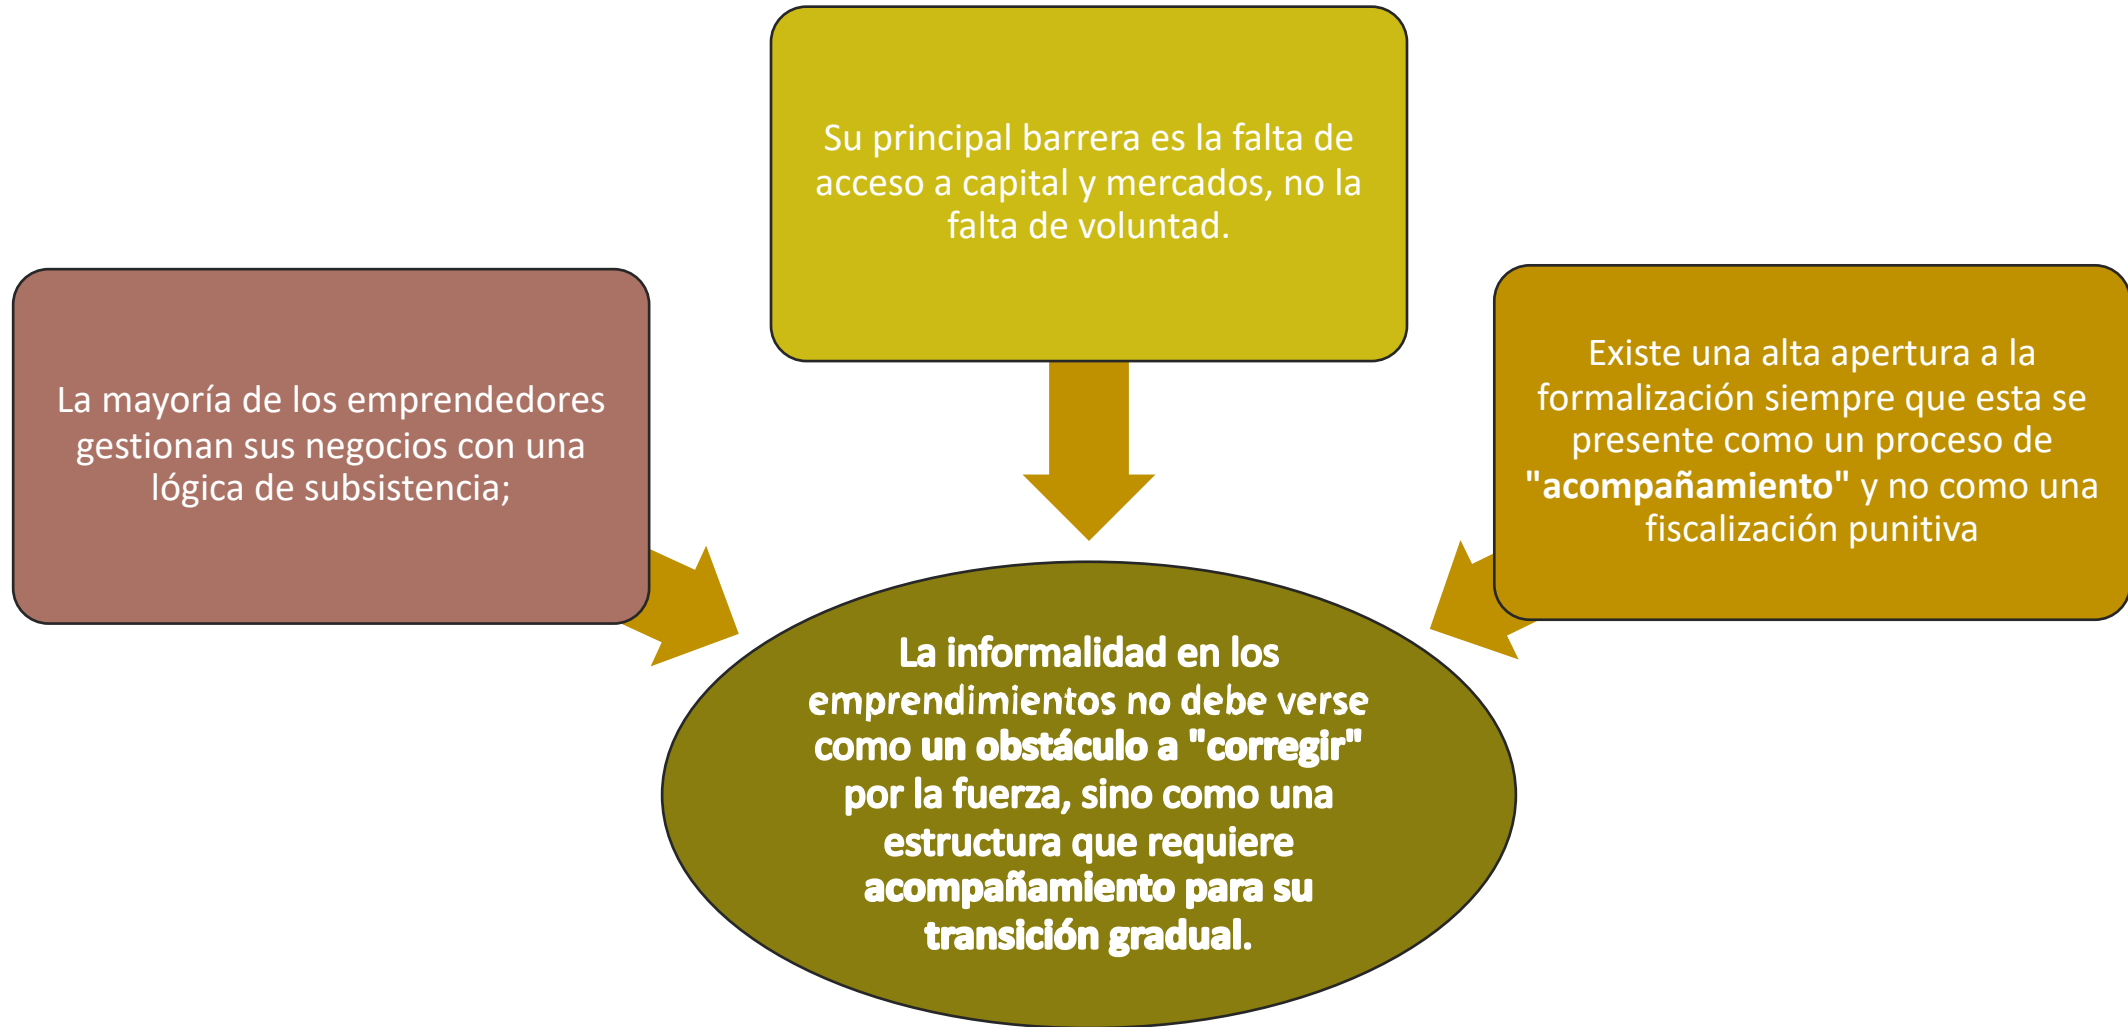 Su principal barrera es la falta de
acceso a capital y mercados, no la
falta de voluntad.
La mayoría de los emprendedores
gestionan sus negocios con una
lógica de subsistencia;
Existe una alta apertura a la
formalización siempre que esta se
presente como un proceso de
"acompañamiento" y no como una
fiscalización punitiva
La informalidad en los
emprendimientos no debe verse
como un obstáculo a "corregir"
por la fuerza, sino como una
estructura que requiere
acompañamiento para su
transición gradual.